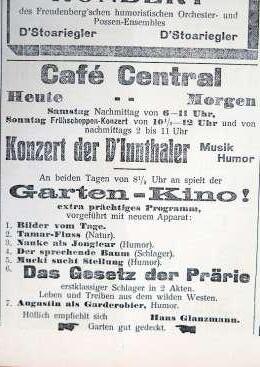 des Freudenberg'schen humoristischen Orchester- und
Possen-Ensembles
D'Stoariegler D'Stoariegler
Café Central
Heute - - Morgen
Samstag Nachmittag von 6–11 Uhr,
Sonntag Frühschoppen-Konzert von 10½–12 Uhr und von
nachmittags 2 bis 11 Uhr
Konzert der D'Innthaler Musik Humor
An beiden Tagen von 8½ Uhr an spielt der
Garten-Kino!
extra prächtiges Programm,
vorgeführt mit neuem Apparat:
1. Bilder vom Tage.
2. Tamar-Fluss (Natur).
3. Nauke als Jongleur (Humor).
4. Der sprechende Baum (Schlager).
5. Mucki sucht Stellung (Humor).
6. Das Gesetz der Prärie
erstklassiger Schlager in 2 Akten.
Leben und Treiben aus dem wilden Westen.
7. Augustin als Garderobier, Humor.
Höflich empfiehlt sich Hans Glanzmann.
Garten gut gedeckt.